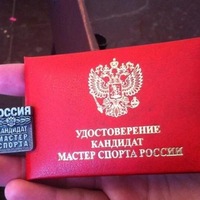 РОССИЯ
КАНДИДАТ
МАСТЕР
СПОРТА
УДОСТОВЕРЕНИЕ
КАНДИДАТ
МАСТЕР СПОРТА РОССИИ